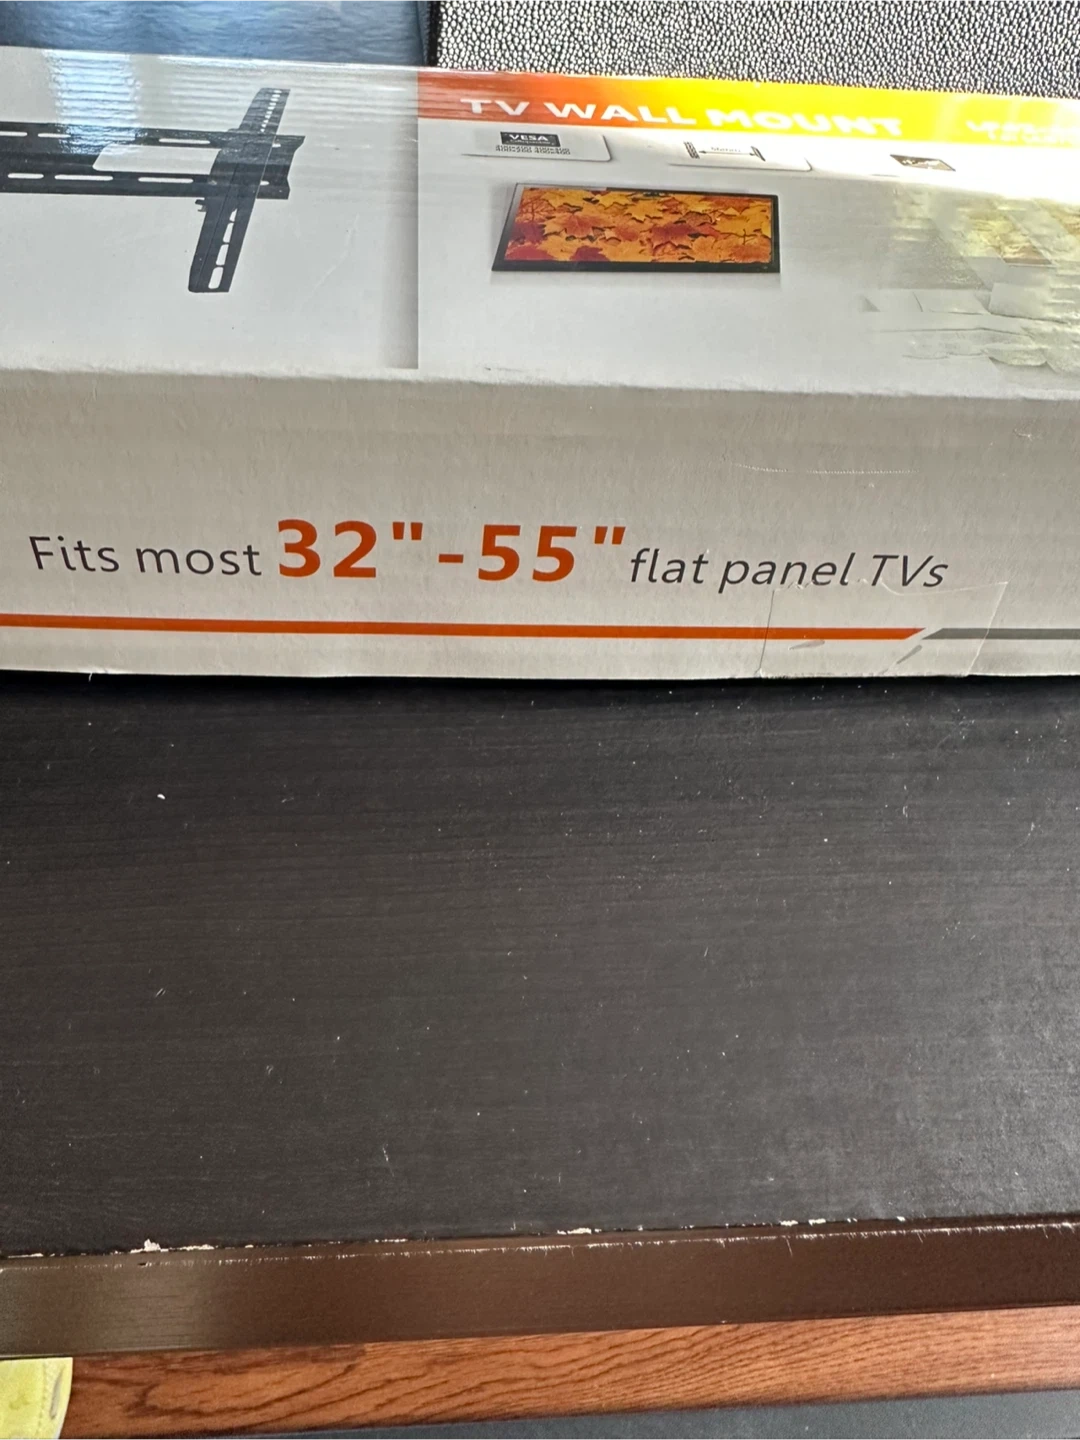 TV WALL MOUNT
VESA
Fits most 32"-55" flat panel TVs